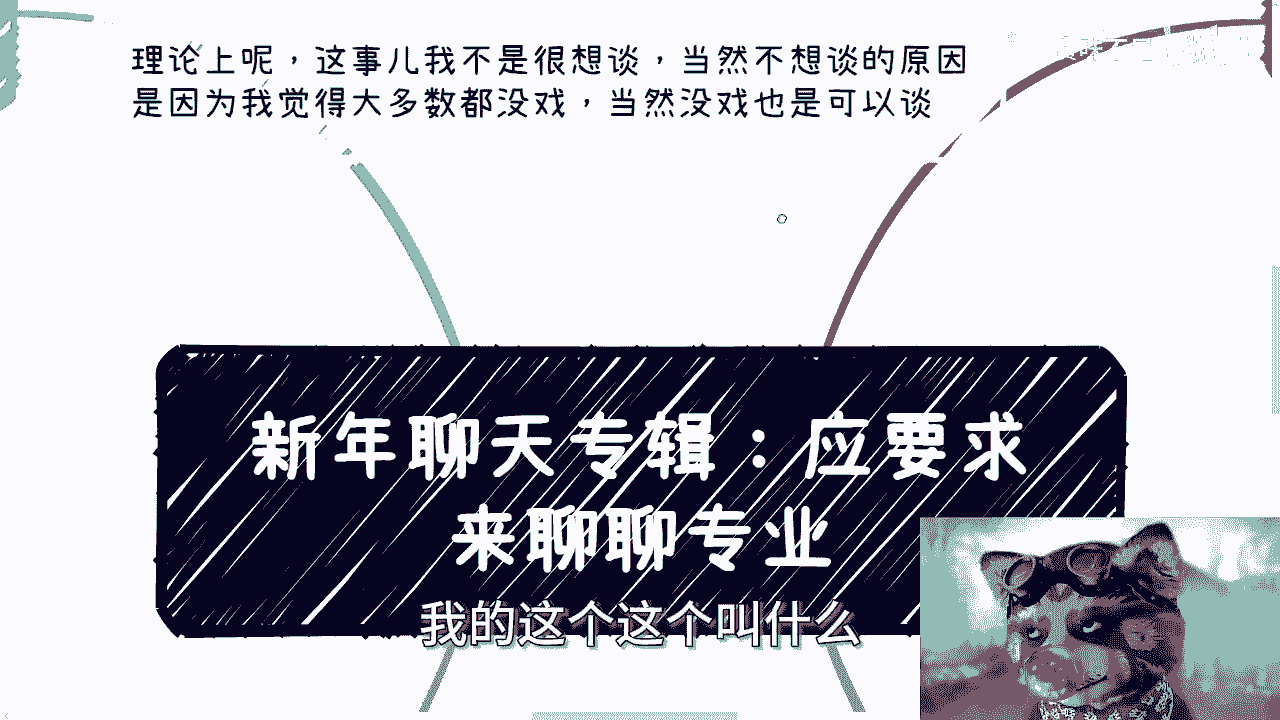 理论上呢，这事儿我不是很想谈，当然不想谈的原因
是因为我觉得大多数都没戏，当然没戏也是可以谈
新年聊天专辑：应要求
来聊聊专业
我的这个这个叫什么